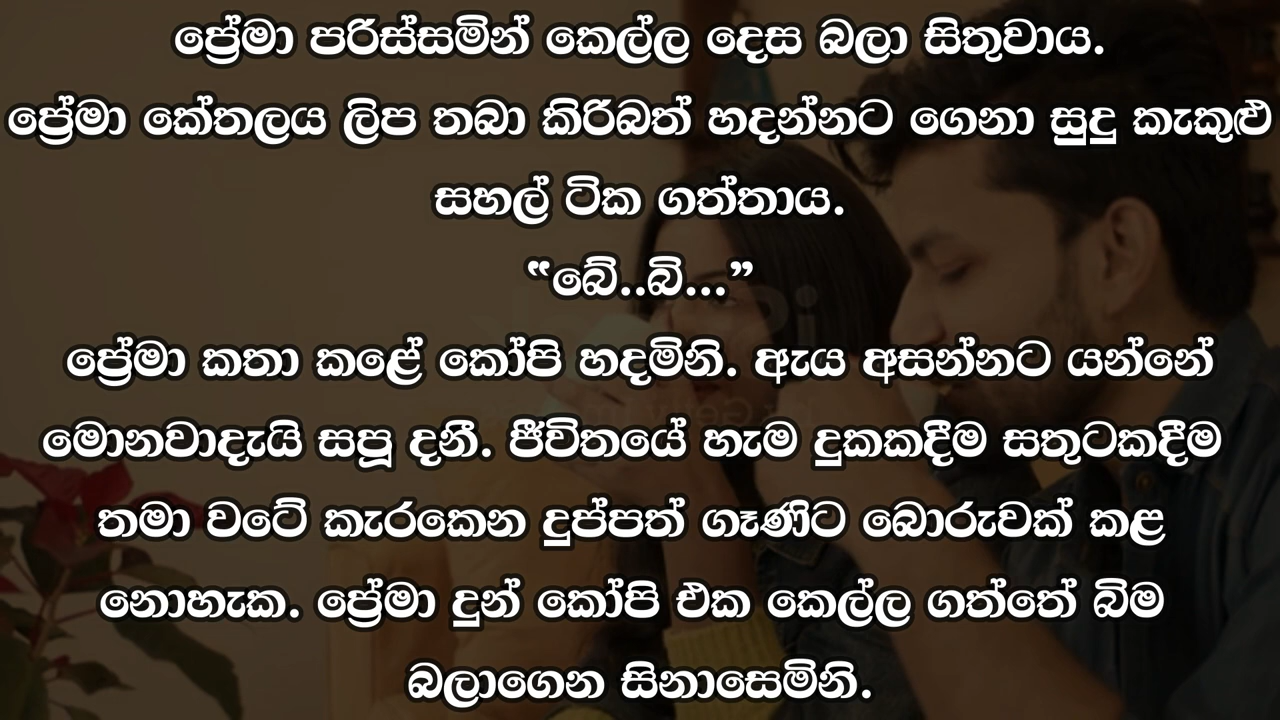 ප්‍රේමා පරිස්සමින් කෙල්ල දෙස බලා සිතුවාය.
ප්‍රේමා කේතලය ලිප තබා කිරිබත් හදන්නට ගෙනා සුදු කැකුළු
සහල් ටික ගත්තාය.
“බේ..බි...”
ප්‍රේමා කතා කළේ කෝපි හදමිනි. ඇය අසන්නට යන්නේ
මොනවාදැයි සපූ දනී. ජීවිතයේ හැම දුකකදීම සතුටකදීම
තමා වටේ කැරකෙන දුප්පත් ගෑණිට බොරුවක් කළ
නොහැක. ප්‍රේමා දුන් කෝපි එක කෙල්ල ගත්තේ බිම
බලාගෙන සිනාසෙමිනි.